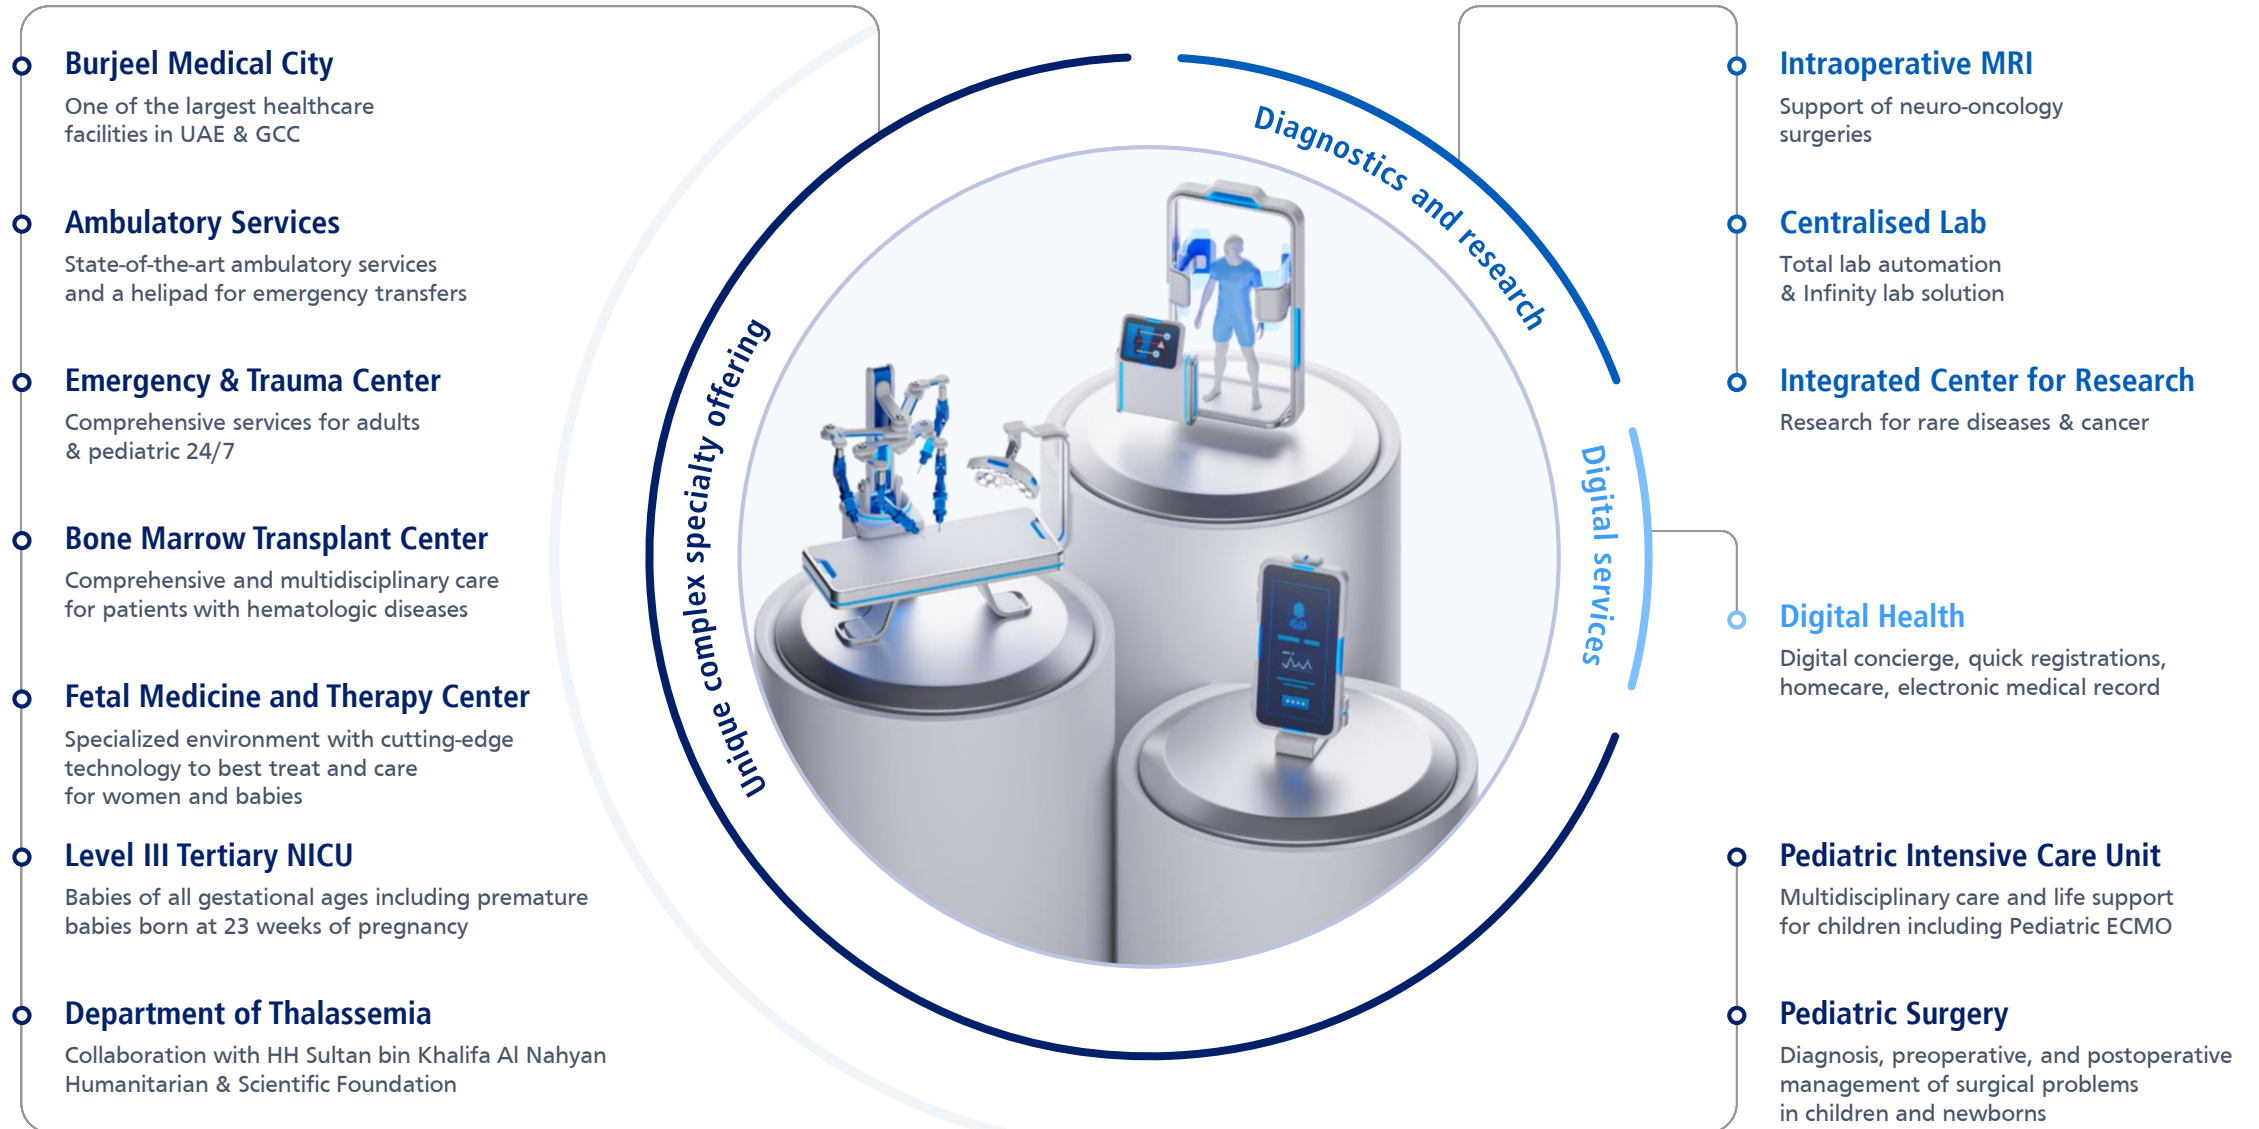 Burjeel Medical City
One of the largest healthcare
facilities in UAE & GCC
Ambulatory Services
State-of-the-art ambulatory services
and a helipad for emergency transfers
Emergency & Trauma Center
Comprehensive services for adults
& pediatric 24/7
Bone Marrow Transplant Center
Comprehensive and multidisciplinary care
for patients with hematologic diseases
Fetal Medicine and Therapy Center
Specialized environment with cutting-edge
technology to best treat and care
for women and babies
Level III Tertiary NICU
Babies of all gestational ages including premature
babies born at 23 weeks of pregnancy
Department of Thalassemia
Collaboration with HH Sultan bin Khalifa Al Nahyan
Humanitarian & Scientific Foundation
Unique complex specialty offering
Diagnostics and research
Digital services
Intraoperative MRI
Support of neuro-oncology
surgeries
Centralised Lab
Total lab automation
& Infinity lab solution
Integrated Center for Research
Research for rare diseases & cancer
Digital Health
Digital concierge, quick registrations,
homecare, electronic medical record
Pediatric Intensive Care Unit
Multidisciplinary care and life support
for children including Pediatric ECMO
Pediatric Surgery
Diagnosis, preoperative, and postoperative
management of surgical problems
in children and newborns